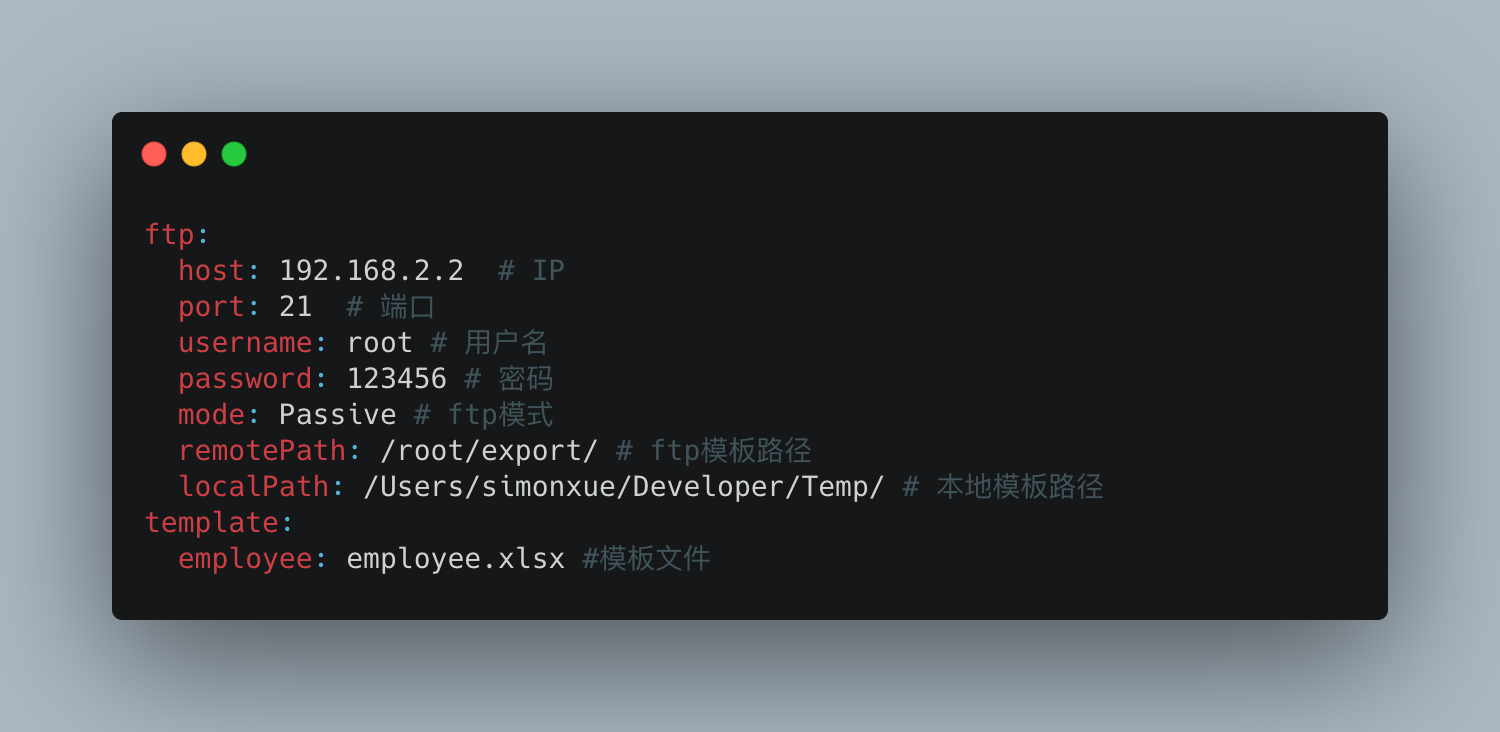 ftp:
  host: 192.168.2.2  # IP
  port: 21  # 端口
  username: root # 用户名
  password: 123456 # 密码
  mode: Passive # ftp模式
  remotePath: /root/export/ # ftp模板路径
  localPath: /Users/simonxue/Developer/Temp/ # 本地模板路径
template:
  employee: employee.xlsx #模板文件